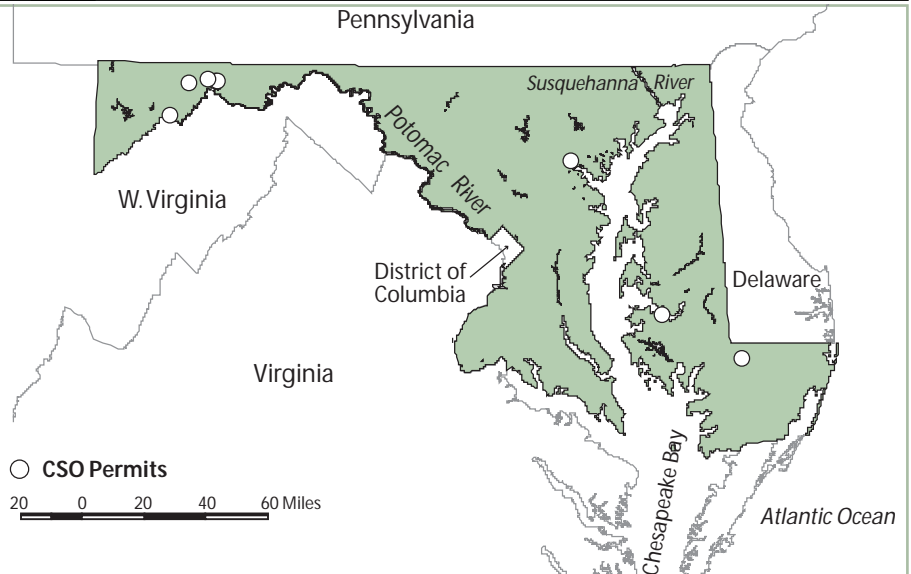 Pennsylvania
Susquehanna River
Potomac River
W. Virginia
District of
Columbia
Delaware
Virginia
CSO Permits
20 0 20 40 60 Miles
Chesapeake Bay
Atlantic Ocean